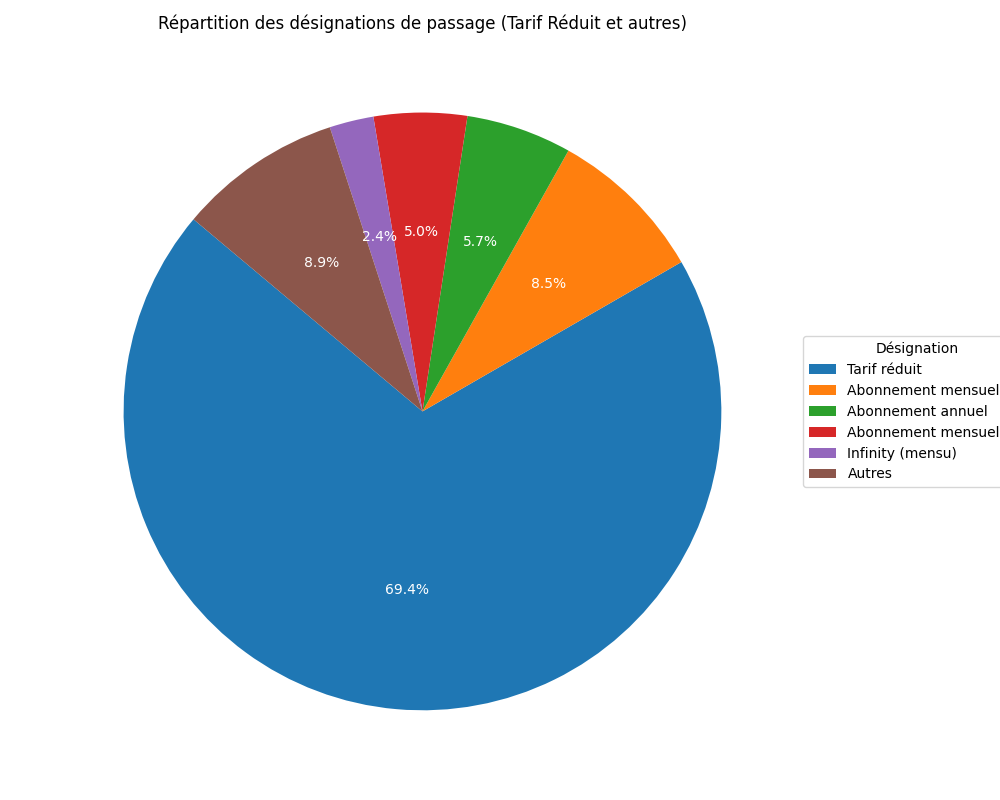 Répartition des désignations de passage (Tarif Réduit et autres)
2.4%
5.0%
5.7%
8.9%
8.5%
69.4%
Désignation
Tarif réduit
Abonnement mensuel
Abonnement annuel
Abonnement mensuel
Infinity (mensu)
Autres